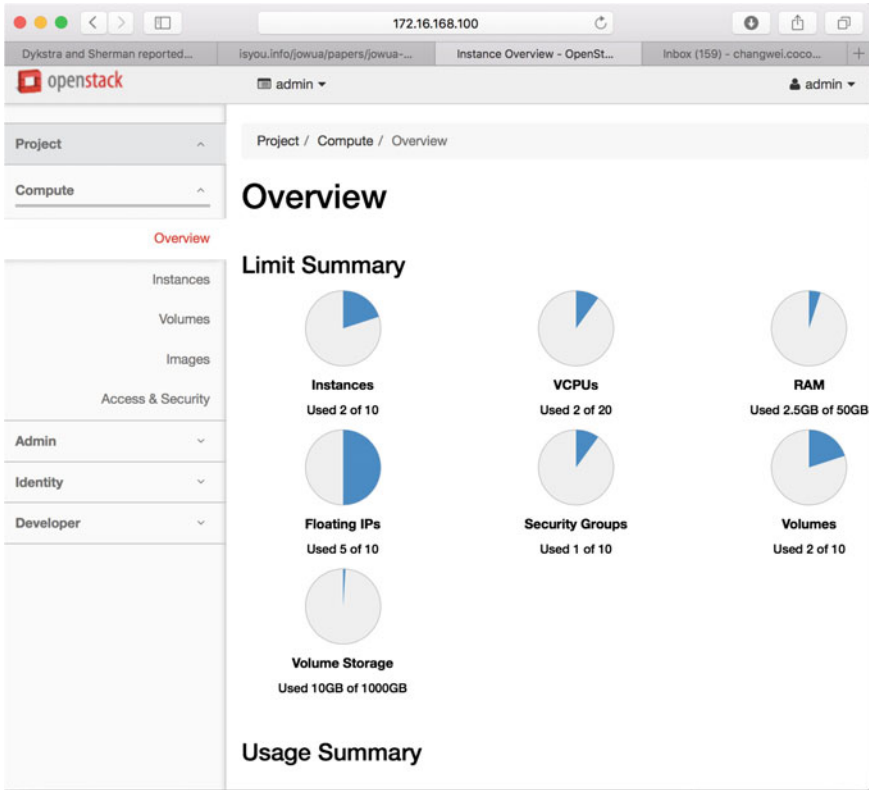 172.16.168.100
Dykstra and Sherman reported...
isyou.info/jowua/papers/jowua-...
Instance Overview - OpenSt...
Inbox (159) - changwei.coco...
openstack
admin
admin
Project
Project / Compute / Overview
Compute
Overview
Overview
Limit Summary
Instances
Volumes
Images
Access & Security
Admin
Identity
Developer
Instances
Used 2 of 10
VCPUs
Used 2 of 20
RAM
Used 2.5GB of 50GB
Floating IPs
Used 5 of 10
Security Groups
Used 1 of 10
Volumes
Used 2 of 10
Volume Storage
Used 10GB of 1000GB
Usage Summary